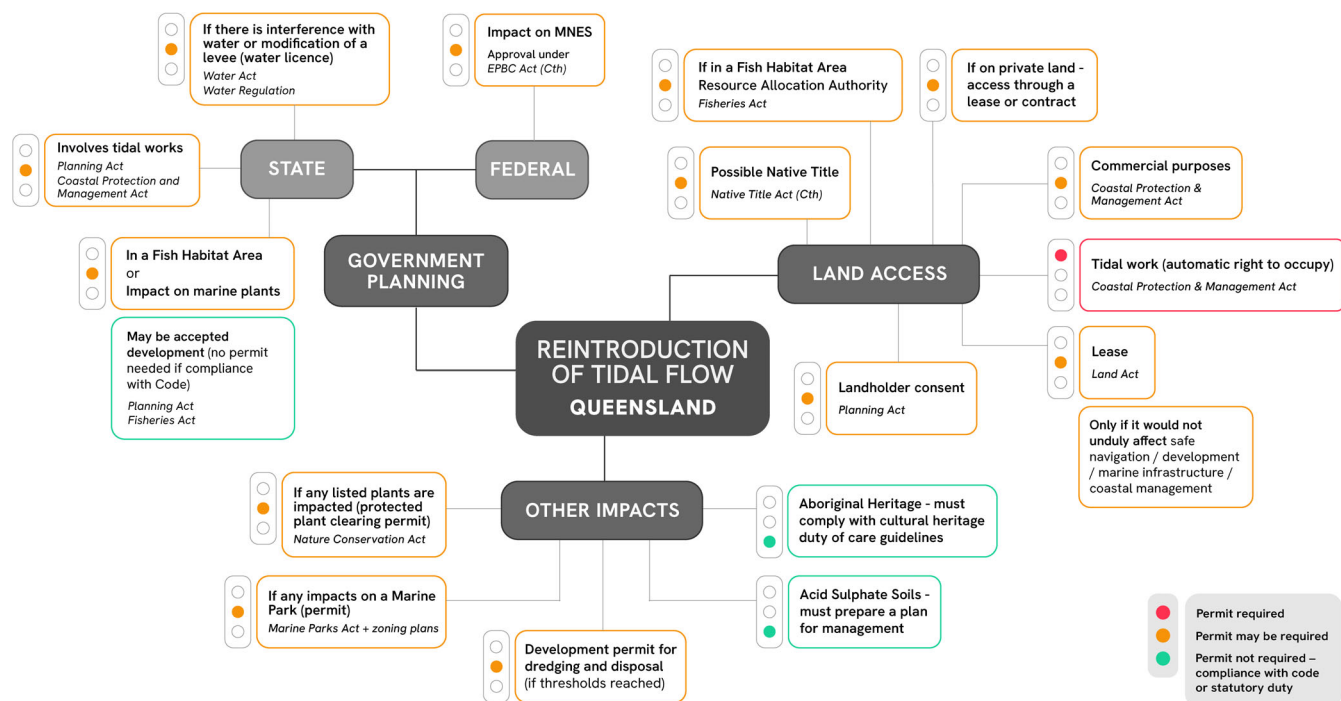 If there is interference with
water or modification of a
levee (water licence)
Water Act
Water Regulation
Impact on MNES
Approval under
EPBC Act (Cth)
Involves tidal works
Planning Act
Coastal Protection and
Management Act
STATE
FEDERAL
In a Fish Habitat Area
or
Impact on marine plants
May be accepted
development (no permit
needed if compliance
with Code)
Planning Act
Fisheries Act
GOVERNMENT
PLANNING
If in a Fish Habitat Area
Resource Allocation Authority
Fisheries Act
If on private land -
access through a
lease or contract
Possible Native Title
Native Title Act (Cth)
Commercial purposes
Coastal Protection &
Management Act
LAND ACCESS
Tidal work (automatic right to occupy)
Coastal Protection & Management Act
Lease
Land Act
Only if it would not
unduly affect safe
navigation / development
/ marine infrastructure /
coastal management
Landholder consent
Planning Act
REINTRODUCTION
OF TIDAL FLOW
QUEENSLAND
OTHER IMPACTS
If any listed plants are
impacted (protected
plant clearing permit)
Nature Conservation Act
If any impacts on a Marine
Park (permit)
Marine Parks Act + zoning plans
Development permit for
dredging and disposal
(if thresholds reached)
Aboriginal Heritage - must
comply with cultural heritage
duty of care guidelines
Acid Sulphate Soils -
must prepare a plan
for management
Permit required
Permit may be required
Permit not required –
compliance with code
or statutory duty